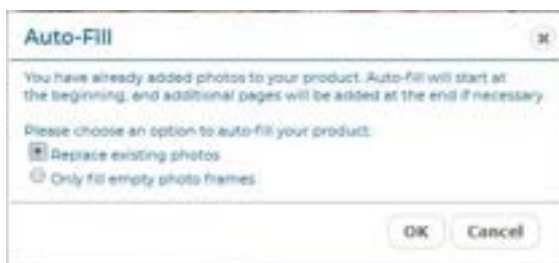 Auto-Fill
You have already added photos to your product. Auto-fill will start at
the beginning, and additional pages will be added at the end if necessary.
Please choose an option to auto-fill your product:
Replace existing photos
Only fill empty photo frames
OK Cancel